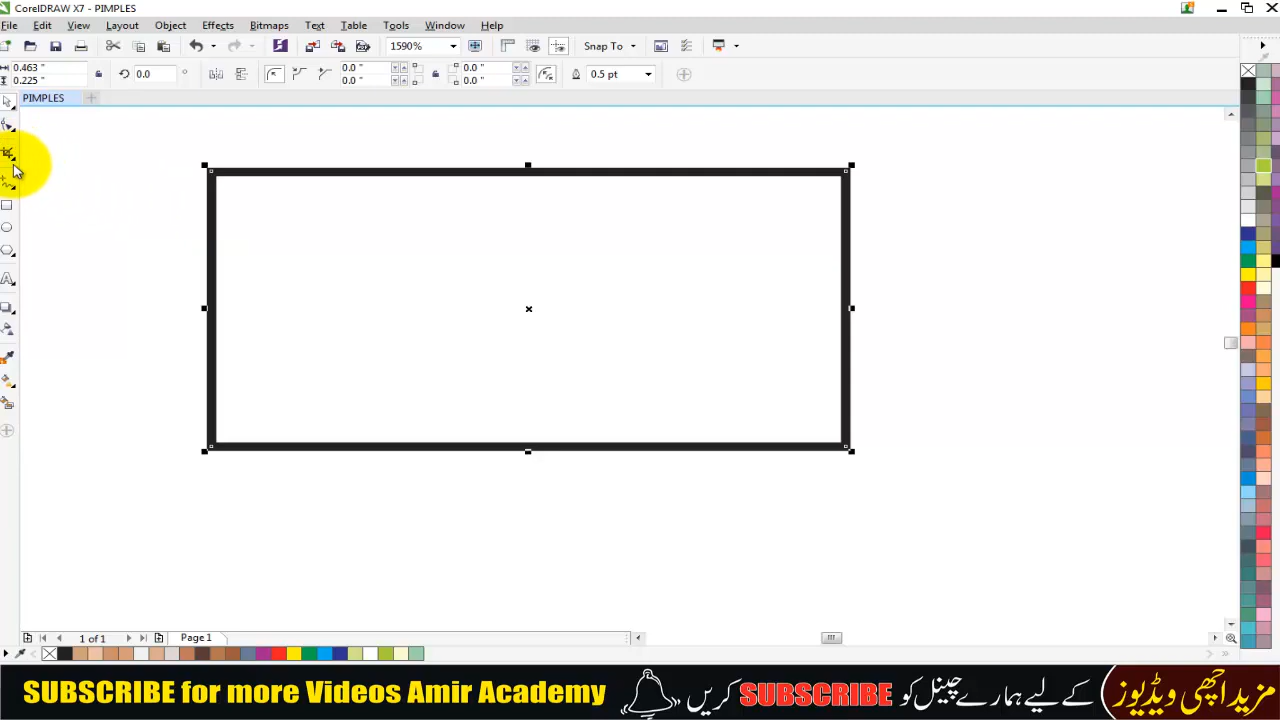 CorelDRAW X7 - PIMPLES
File Edit View Layout Object Effects Bitmaps Text Table Tools Window Help
1590% Snap To
0.463 " 0.0 ° 0.0 " 0.0 " 0.5 pt
0.225 " 0.0 " 0.0 "
PIMPLES
1 of 1 Page 1
SUBSCRIBE for more Videos Amir Academy
مزید اچھی ویڈیوز کے لیے ہمارے چینل کو SUBSCRIBE کریں